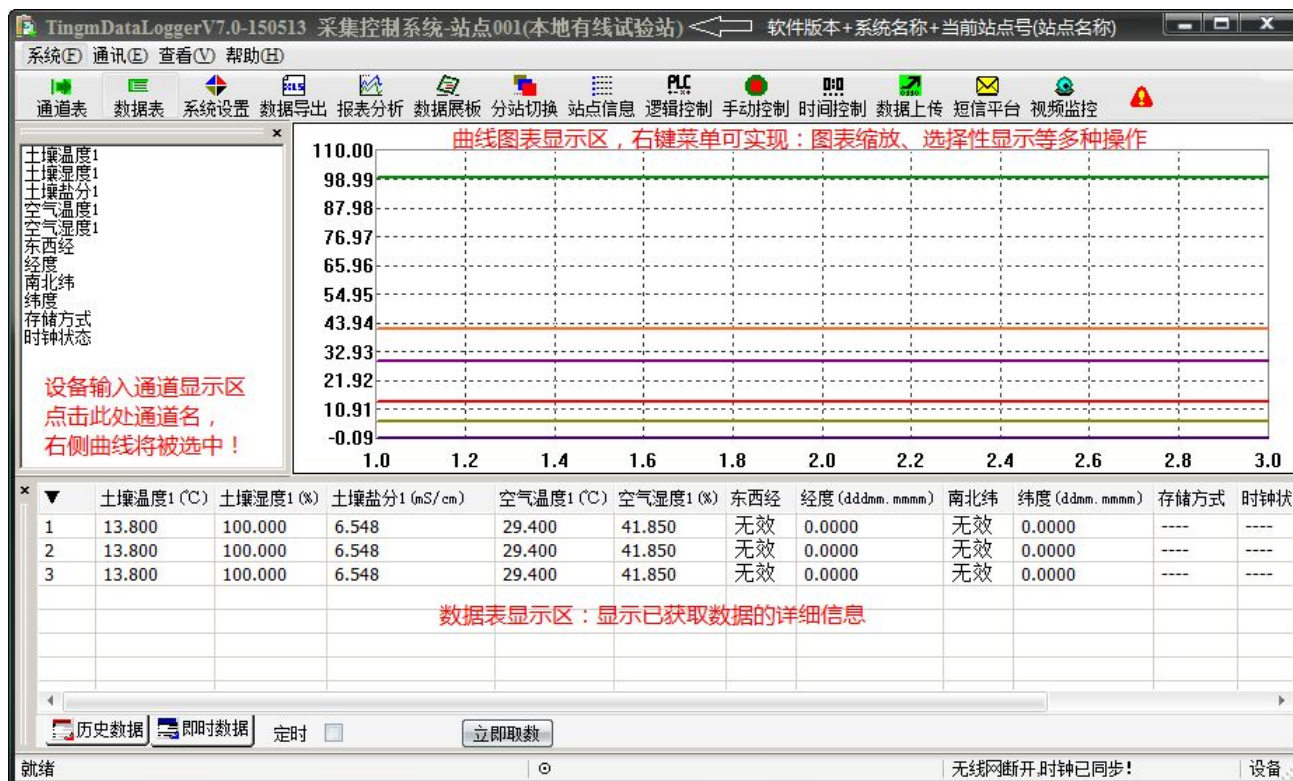 TingmDataLoggerV7.0-150513 采集控制系统-站点001(本地有线试验站) 软件版本+系统名称+当前站点号(站点名称)
系统(F) 通讯(E) 查看(V) 帮助(H)
XLS PLC 0:0
通道表 数据表 系统设置 数据导出 报表分析 数据展板 分站切换 站点信息 逻辑控制 手动控制 时间控制 数据上传 短信平台 视频监控
土壤温度1
土壤湿度1
土壤盐分1
空气温度1
空气湿度1
东西经
经度
南北纬
纬度
存储方式
时钟状态
设备输入通道显示区
点击此处通道名，
右侧曲线将被选中！
曲线图表显示区，右键菜单可实现：图表缩放、选择性显示等多种操作
110.00
98.99
87.98
76.97
65.96
54.95
43.94
32.93
21.92
10.91
-0.09
1.0 1.2 1.4 1.6 1.8 2.0 2.2 2.4 2.6 2.8 3.0
土壤温度1(℃) 土壤湿度1(%) 土壤盐分1(mS/cm) 空气温度1(℃) 空气湿度1(%) 东西经 经度(dddmm.mmmm) 南北纬 纬度(ddmm.mmmm) 存储方式 时钟状
1 13.800 100.000 6.548 29.400 41.850 无效 0.0000 无效 0.0000 ---- ----
2 13.800 100.000 6.548 29.400 41.850 无效 0.0000 无效 0.0000 ---- ----
3 13.800 100.000 6.548 29.400 41.850 无效 0.0000 无效 0.0000 ---- ----
数据表显示区：显示已获取数据的详细信息
历史数据 即时数据 定时 立即取数
就绪 无线网断开,时钟已同步! 设备